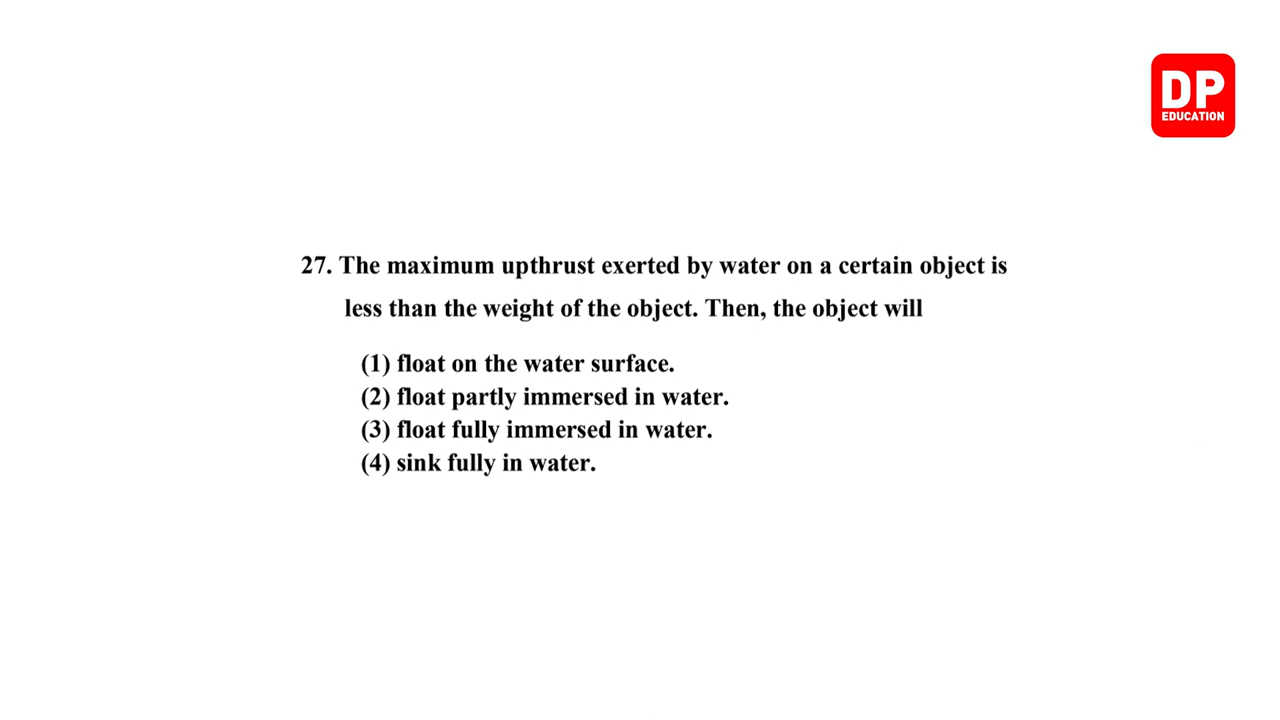 DP
EDUCATION
27. The maximum upthrust exerted by water on a certain object is
less than the weight of the object. Then, the object will
(1) float on the water surface.
(2) float partly immersed in water.
(3) float fully immersed in water.
(4) sink fully in water.